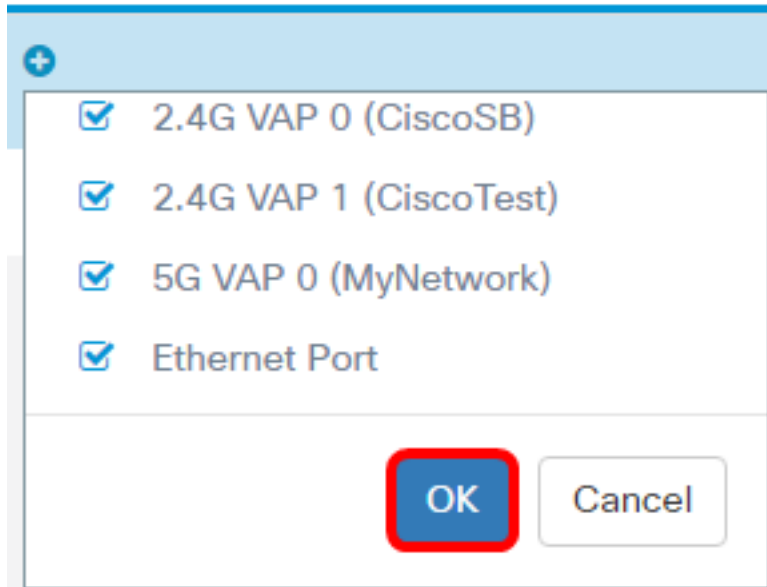 2.4G VAP 0 (CiscoSB)
2.4G VAP 1 (CiscoTest)
5G VAP 0 (MyNetwork)
Ethernet Port
OK Cancel